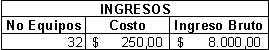 INGRESOS
No Equipos Costo Ingreso Bruto
32 $ 250,00 $ 8.000,00